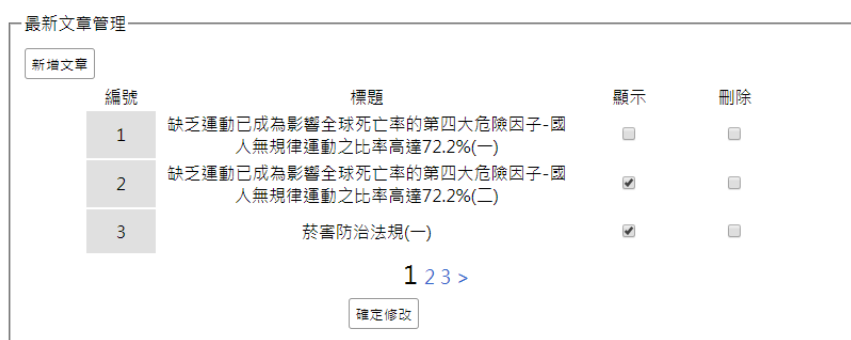 最新文章管理
新增文章
編號 標題 顯示 刪除
1 缺乏運動已成為影響全球死亡率的第四大危險因子-國
人無規律運動之比率高達72.2%(一)
2 缺乏運動已成為影響全球死亡率的第四大危險因子-國
人無規律運動之比率高達72.2%(二)
3 菸害防治法規(一)
1 2 3 >
確定修改